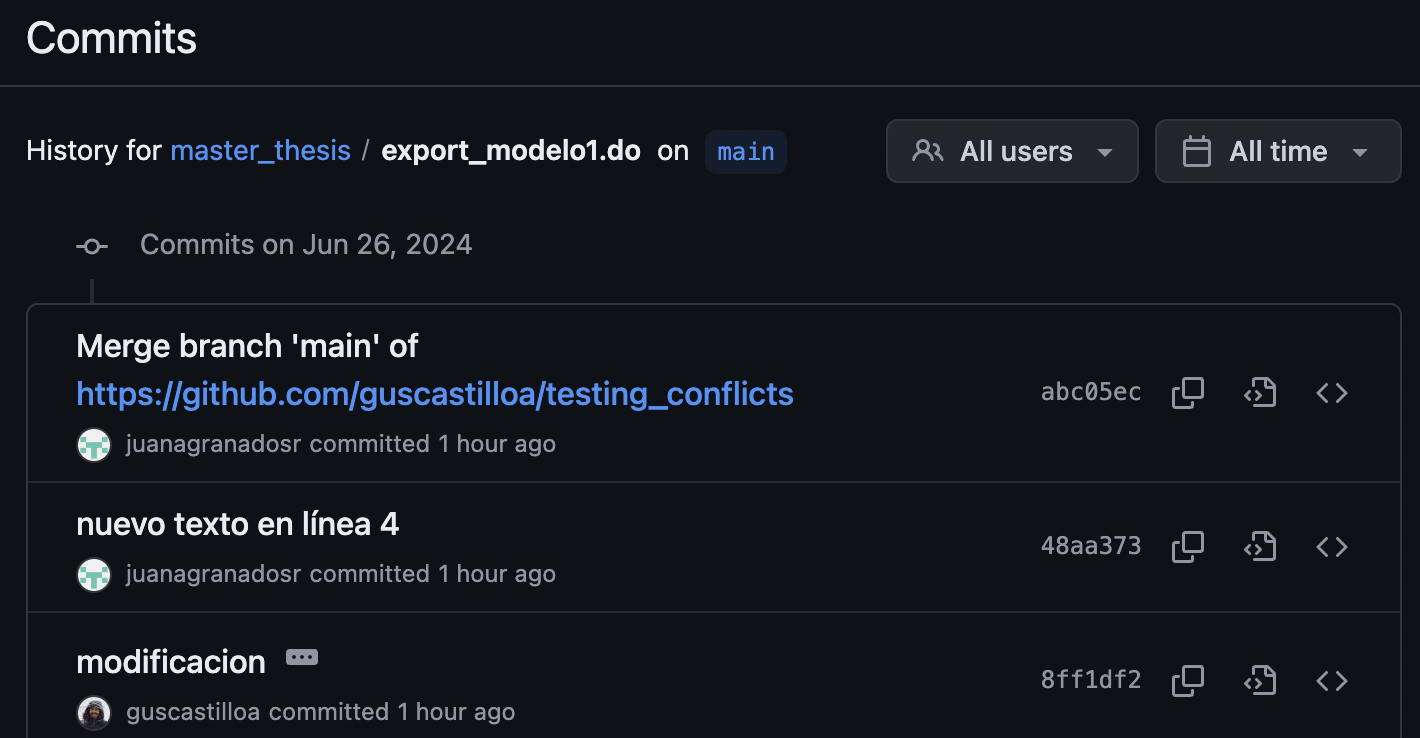 Commits
History for master_thesis / export_modelo1.do on main
All users
All time
Commits on Jun 26, 2024
Merge branch 'main' of
https://github.com/guscastilloa/testing_conflicts
abc05ec
juanagranadosr committed 1 hour ago
nuevo texto en línea 4
48aa373
juanagranadosr committed 1 hour ago
modificacion
8ff1df2
guscastilloa committed 1 hour ago